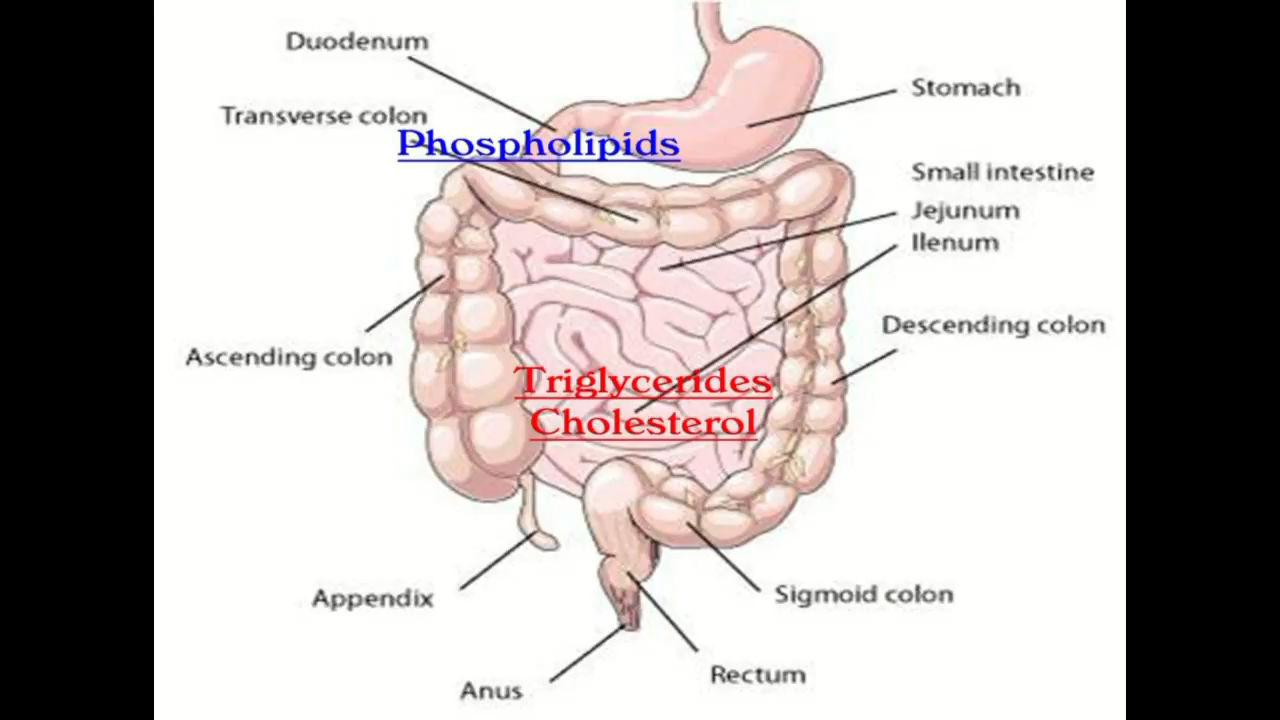 Duodenum
Stomach
Transverse colon
Phospholipids
Small intestine
Jejunum
Ilenum
Descending colon
Ascending colon
Triglycerides
Cholesterol
Appendix
Sigmoid colon
Rectum
Anus